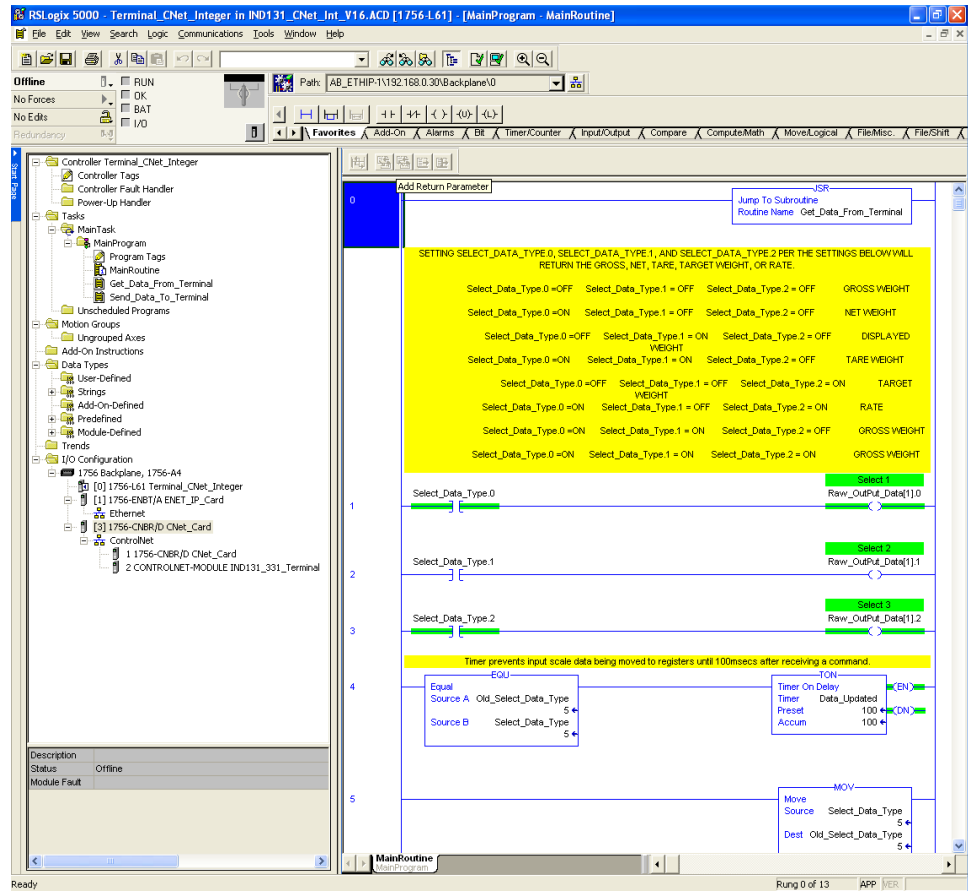 RSLogix 5000 - Terminal_CNet_Integer in IND131_CNet_Int_V16.ACD [1756-L61] - [MainProgram - MainRoutine]
File Edit View Search Logic Communications Tools Window Help
Offline
RUN
Path: AB_ETHIP-1\192.168.0.30\Backplane\0
No Forces
OK
No Edits
BAT
Redundancy
I/O
Favorites Add-On Alarms Bit Timer/Counter Input/Output Compare Compute/Math Move/Logical File/Misc. File/Shift
Start Page
Controller Terminal_CNet_Integer
Controller Tags
Controller Fault Handler
Power-Up Handler
Tasks
MainTask
MainProgram
Program Tags
MainRoutine
Get_Data_From_Terminal
Send_Data_To_Terminal
Unscheduled Programs
Motion Groups
Ungrouped Axes
Add-On Instructions
Data Types
User-Defined
Strings
Add-On-Defined
Predefined
Module-Defined
Trends
I/O Configuration
1756 Backplane, 1756-A4
[0] 1756-L61 Terminal_CNet_Integer
[1] 1756-ENBT/A ENET_IP_Card
Ethernet
[3] 1756-CNBR/D CNet_Card
ControlNet
1 1756-CNBR/D CNet_Card
2 CONTROLNET-MODULE IND131_331_Terminal
Description
Status Offline
Module Fault
Add Return Parameter
0
JSR
Jump To Subroutine
Routine Name Get_Data_From_Terminal
SETTING SELECT_DATA_TYPE.0, SELECT_DATA_TYPE.1, AND SELECT_DATA_TYPE.2 PER THE SETTINGS BELOW WILL
RETURN THE GROSS, NET, TARE, TARGET WEIGHT, OR RATE.
Select_Data_Type.0 =OFF Select_Data_Type.1 = OFF Select_Data_Type.2 = OFF GROSS WEIGHT
Select_Data_Type.0 =ON Select_Data_Type.1 = OFF Select_Data_Type.2 = OFF NET WEIGHT
Select_Data_Type.0 =OFF Select_Data_Type.1 = ON Select_Data_Type.2 = OFF DISPLAYED
WEIGHT
Select_Data_Type.0 =ON Select_Data_Type.1 = ON Select_Data_Type.2 = OFF TARE WEIGHT
Select_Data_Type.0 =OFF Select_Data_Type.1 = OFF Select_Data_Type.2 = ON TARGET
WEIGHT
Select_Data_Type.0 =ON Select_Data_Type.1 = OFF Select_Data_Type.2 = ON RATE
Select_Data_Type.0 =ON Select_Data_Type.1 = ON Select_Data_Type.2 = OFF GROSS WEIGHT
Select_Data_Type.0 =ON Select_Data_Type.1 = ON Select_Data_Type.2 = ON GROSS WEIGHT
Select 1
Select_Data_Type.0 Raw_OutPut_Data[1].0
1
Select 2
Select_Data_Type.1 Raw_OutPut_Data[1].1
2
Select 3
Select_Data_Type.2 Raw_OutPut_Data[1].2
3
Timer prevents input scale data being moved to registers until 100msecs after receiving a command.
EQU TON
4 Equal Timer On Delay EN
Source A Old_Select_Data_Type Timer Data_Updated
5 Preset 100 DN
Source B Select_Data_Type Accum 100
5
MOV
5 Move
Source Select_Data_Type
5
Dest Old_Select_Data_Type
5
MainRoutine
MainProgram
Ready Rung 0 of 13 APP VER